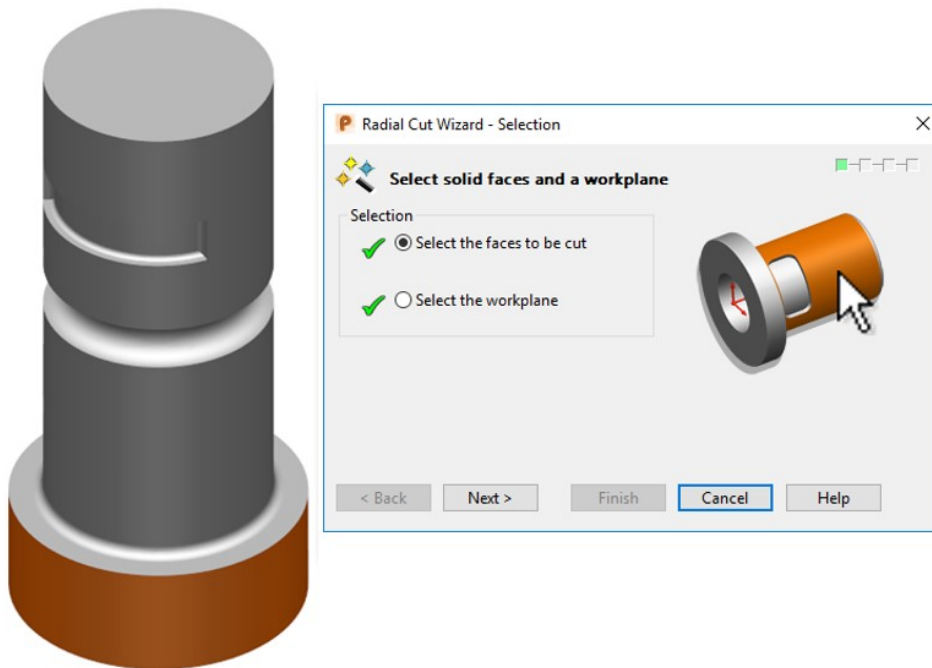 P Radial Cut Wizard - Selection
Select solid faces and a workplane
Selection
Select the faces to be cut
Select the workplane
< Back Next > Finish Cancel Help